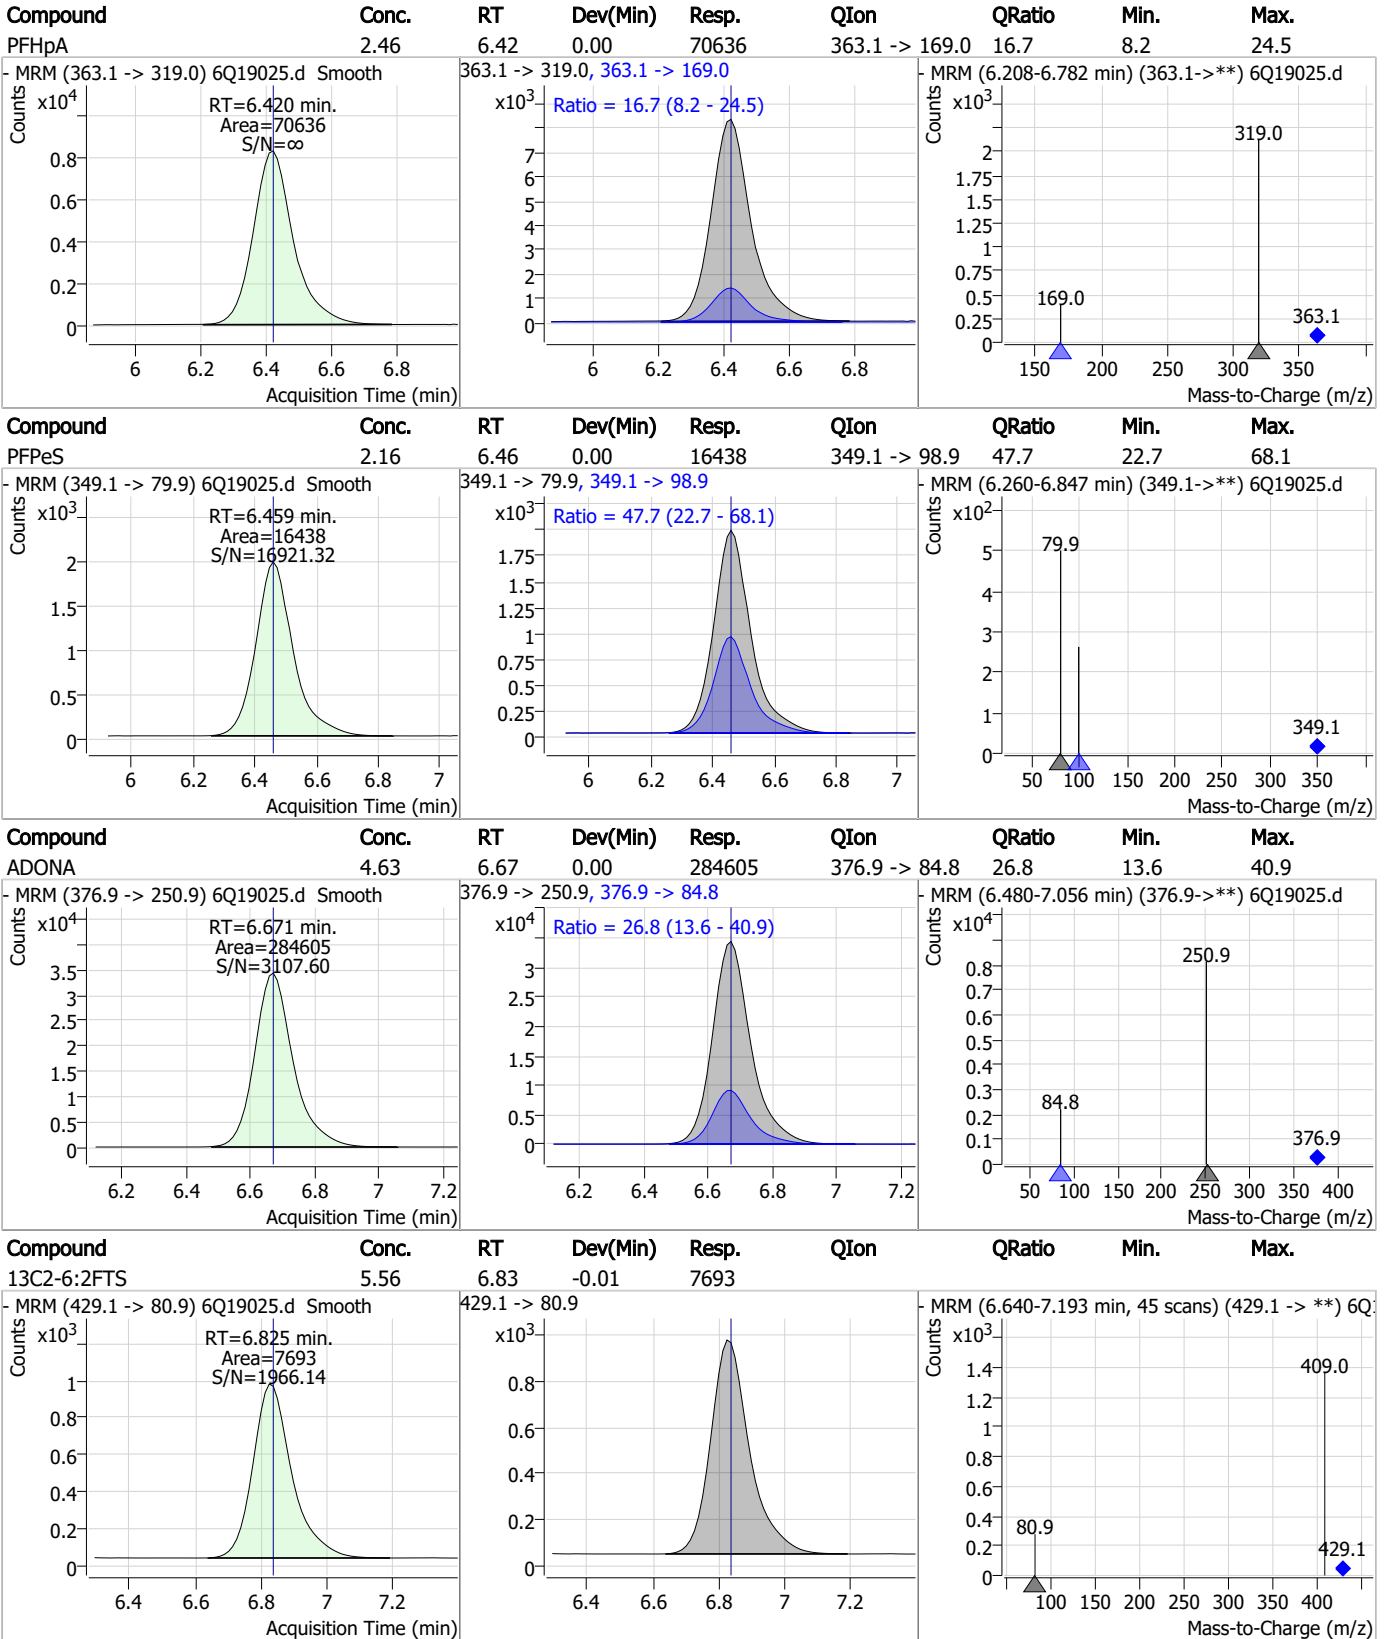 Compound Conc. RT Dev(Min) Resp. QIon QRatio Min. Max.
PFHpA 2.46 6.42 0.00 70636 363.1 -> 169.0 16.7 8.2 24.5
- MRM (363.1 -> 319.0) 6Q19025.d Smooth
Counts
x10^4
RT=6.420 min.
Area=70636
S/N=∞
0.8
0.6
0.4
0.2
0
6 6.2 6.4 6.6 6.8
Acquisition Time (min)
363.1 -> 319.0, 363.1 -> 169.0
x10^3
Ratio = 16.7 (8.2 - 24.5)
7
6
5
4
3
2
1
0
6 6.2 6.4 6.6 6.8
- MRM (6.208-6.782 min) (363.1->**) 6Q19025.d
Counts
x10^3
319.0
2
1.75
1.5
1.25
1
0.75
0.5
0.25
0
169.0
363.1
150 200 250 300 350
Mass-to-Charge (m/z)
Compound Conc. RT Dev(Min) Resp. QIon QRatio Min. Max.
PFPeS 2.16 6.46 0.00 16438 349.1 -> 98.9 47.7 22.7 68.1
- MRM (349.1 -> 79.9) 6Q19025.d Smooth
Counts
x10^3
RT=6.459 min.
Area=16438
S/N=16921.32
2
1.5
1
0.5
0
6 6.2 6.4 6.6 6.8 7
Acquisition Time (min)
349.1 -> 79.9, 349.1 -> 98.9
x10^3
Ratio = 47.7 (22.7 - 68.1)
1.75
1.5
1.25
1
0.75
0.5
0.25
0
6 6.2 6.4 6.6 6.8 7
- MRM (6.260-6.847 min) (349.1->**) 6Q19025.d
Counts
x10^2
79.9
5
4
3
2
1
0
349.1
50 100 150 200 250 300 350
Mass-to-Charge (m/z)
Compound Conc. RT Dev(Min) Resp. QIon QRatio Min. Max.
ADONA 4.63 6.67 0.00 284605 376.9 -> 84.8 26.8 13.6 40.9
- MRM (376.9 -> 250.9) 6Q19025.d Smooth
Counts
x10^4
RT=6.671 min.
Area=284605
S/N=3107.60
3.5
3
2.5
2
1.5
1
0.5
0
6.2 6.4 6.6 6.8 7 7.2
Acquisition Time (min)
376.9 -> 250.9, 376.9 -> 84.8
x10^4
Ratio = 26.8 (13.6 - 40.9)
3
2.5
2
1.5
1
0.5
0
6.2 6.4 6.6 6.8 7 7.2
- MRM (6.480-7.056 min) (376.9->**) 6Q19025.d
Counts
x10^4
250.9
0.8
0.7
0.6
0.5
0.4
0.3
0.2
0.1
0
84.8
376.9
50 100 150 200 250 300 350 400
Mass-to-Charge (m/z)
Compound Conc. RT Dev(Min) Resp. QIon QRatio Min. Max.
13C2-6:2FTS 5.56 6.83 -0.01 7693
- MRM (429.1 -> 80.9) 6Q19025.d Smooth
Counts
x10^3
RT=6.825 min.
Area=7693
S/N=1966.14
1
0.8
0.6
0.4
0.2
0
6.4 6.6 6.8 7 7.2
Acquisition Time (min)
429.1 -> 80.9
x10^3
0.8
0.6
0.4
0.2
0
6.4 6.6 6.8 7 7.2
- MRM (6.640-7.193 min, 45 scans) (429.1 -> **) 6Q1
Counts
x10^3
409.0
1.4
1.2
1
0.8
0.6
0.4
0.2
0
80.9
429.1
100 150 200 250 300 350 400
Mass-to-Charge (m/z)